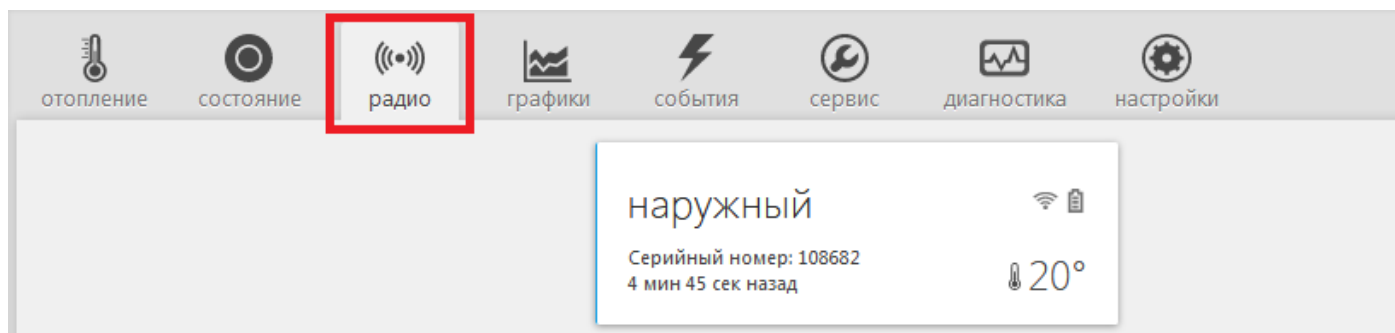 отопление состояние радио графики события сервис диагностика настройки
наружный
Серийный номер: 108682
4 мин 45 сек назад
20°